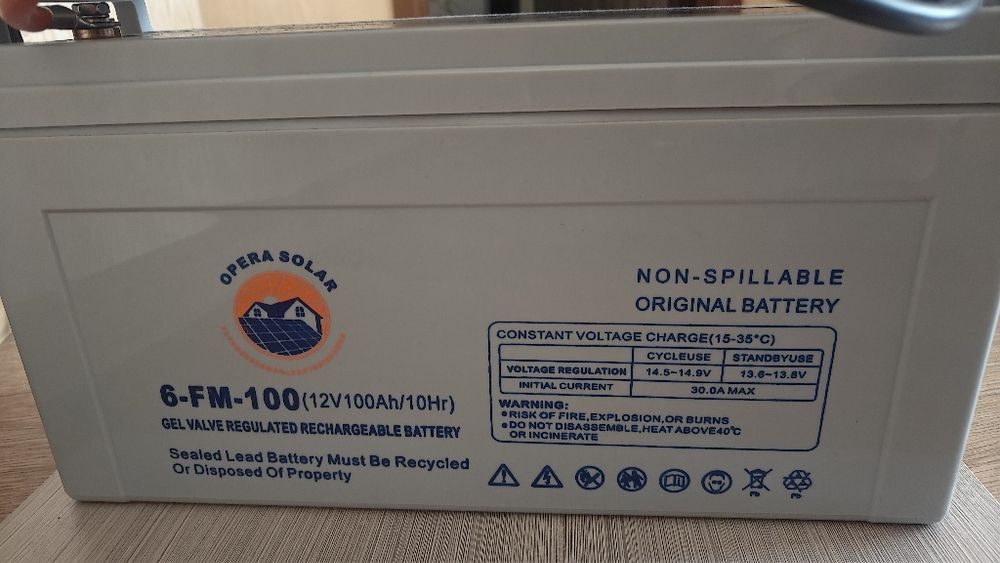 OPERA SOLAR
6-FM-100(12V100Ah/10Hr)
GEL VALVE REGULATED RECHARGEABLE BATTERY
Sealed Lead Battery Must Be Recycled
Or Disposed Of Property
NON-SPILLABLE
ORIGINAL BATTERY
CONSTANT VOLTAGE CHARGE(15-35°C)
CYCLEUSE STANDBYUSE
VOLTAGE REGULATION 14.5~14.9V 13.6~13.8V
INITIAL CURRENT 30.0A MAX
WARNING:
•RISK OF FIRE,EXPLOSION,OR BURNS
•DO NOT DISASSEMBLE,HEAT ABOVE40°C
OR INCINERATE
Pb Pb